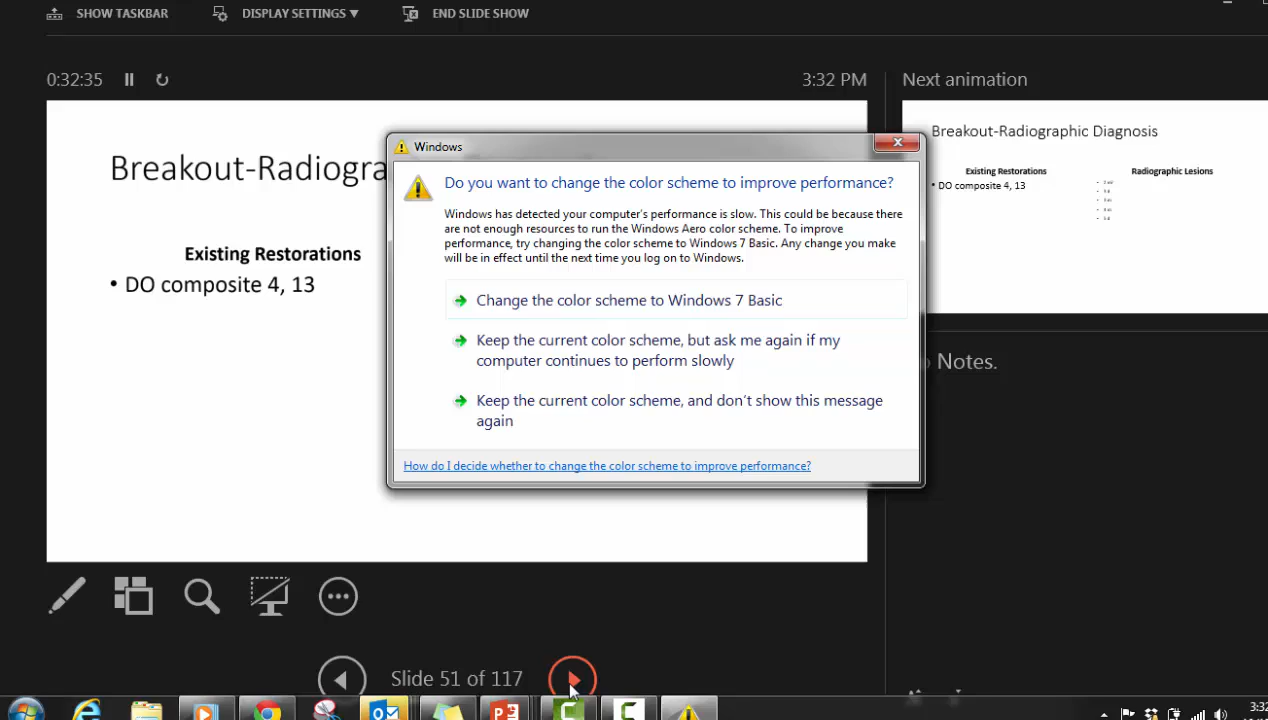 SHOW TASKBAR DISPLAY SETTINGS ▼ END SLIDE SHOW
0:32:35 3:32 PM Next animation
Breakout-Radiogra
Existing Restorations
• DO composite 4, 13
Windows
Do you want to change the color scheme to improve performance?
Windows has detected your computer's performance is slow. This could be because there
are not enough resources to run the Windows Aero color scheme. To improve
performance, try changing the color scheme to Windows 7 Basic. Any change you make
will be in effect until the next time you log on to Windows.
Change the color scheme to Windows 7 Basic
Keep the current color scheme, but ask me again if my
computer continues to perform slowly
Keep the current color scheme, and don't show this message
again
How do I decide whether to change the color scheme to improve performance?
Breakout-Radiographic Diagnosis
Existing Restorations Radiographic Lesions
• DO composite 4, 13
Notes.
Slide 51 of 117
3:32